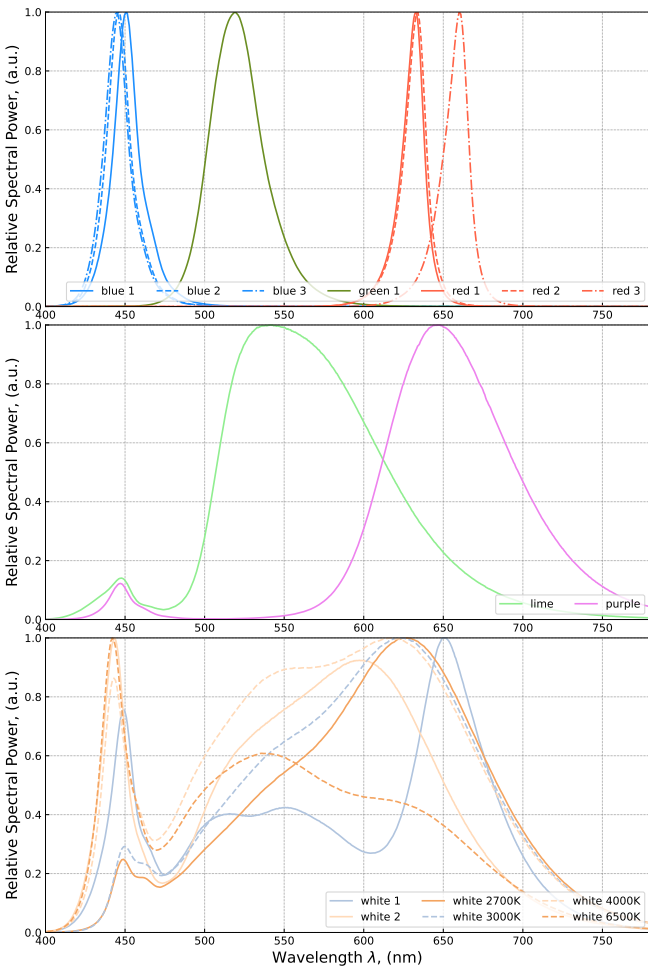 1.0
0.8
0.6
0.4
0.2
0.0
Relative Spectral Power, (a.u.)
blue 1 blue 2 blue 3 green 1 red 1 red 2 red 3
400 450 500 550 600 650 700 750
1.0
0.8
0.6
0.4
0.2
0.0
Relative Spectral Power, (a.u.)
lime purple
400 450 500 550 600 650 700 750
1.0
0.8
0.6
0.4
0.2
0.0
Relative Spectral Power, (a.u.)
white 1 white 2700K white 4000K
white 2 white 3000K white 6500K
400 450 500 550 600 650 700 750
Wavelength λ, (nm)